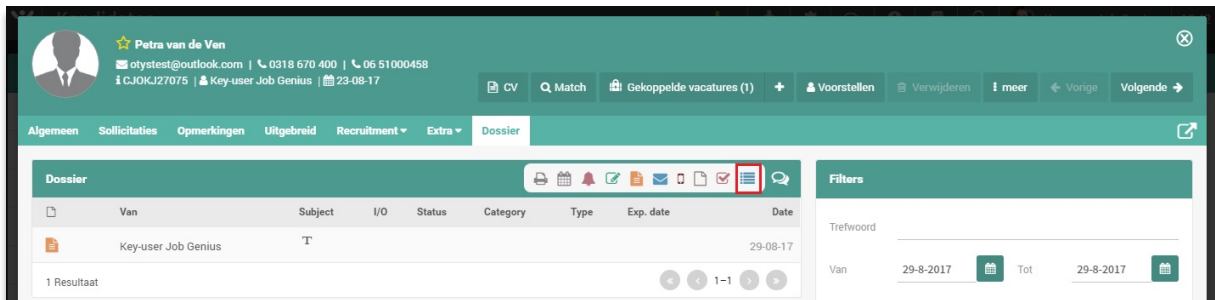 Petra van de Ven
otystest@outlook.com | 0318 670 400 | 06 51000458
CJOKJ27075 | Key-user Job Genius | 23-08-17
CV Match Gekoppelde vacatures (1) + Voorstellen Verwijderen meer Vorige Volgende
Algemeen Sollicitaties Opmerkingen Uitgebreid Recruitment Extra Dossier
Dossier
Van Subject I/O Status Category Type Exp. date Date
Key-user Job Genius T 29-08-17
1 Resultaat 1-1
Filters
Trefwoord
Van 29-8-2017 Tot 29-8-2017